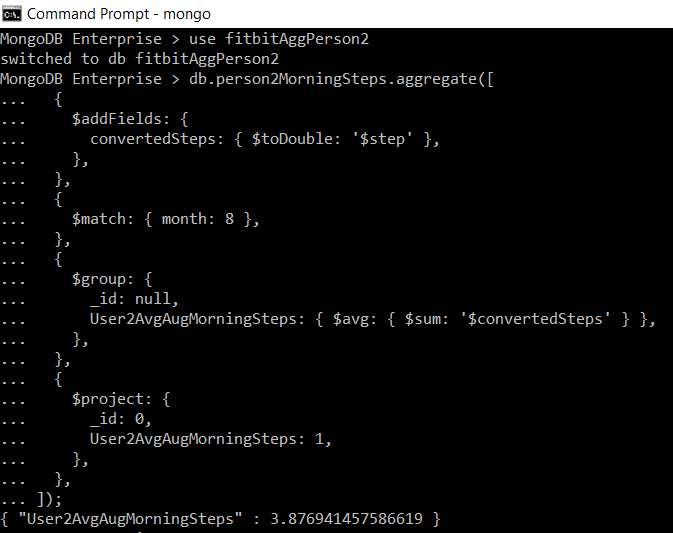 Command Prompt - mongo
MongoDB Enterprise > use fitbitAggPerson2
switched to db fitbitAggPerson2
MongoDB Enterprise > db.person2MorningSteps.aggregate([
...   {
...     $addFields: {
...       convertedSteps: { $toDouble: '$step' },
...     },
...   },
...   {
...     $match: { month: 8 },
...   },
...   {
...     $group: {
...       _id: null,
...       User2AvgAugMorningSteps: { $avg: { $sum: '$convertedSteps' } },
...     },
...   },
...   {
...     $project: {
...       _id: 0,
...       User2AvgAugMorningSteps: 1,
...     },
...   },
... ]);
{ "User2AvgAugMorningSteps" : 3.876941457586619 }